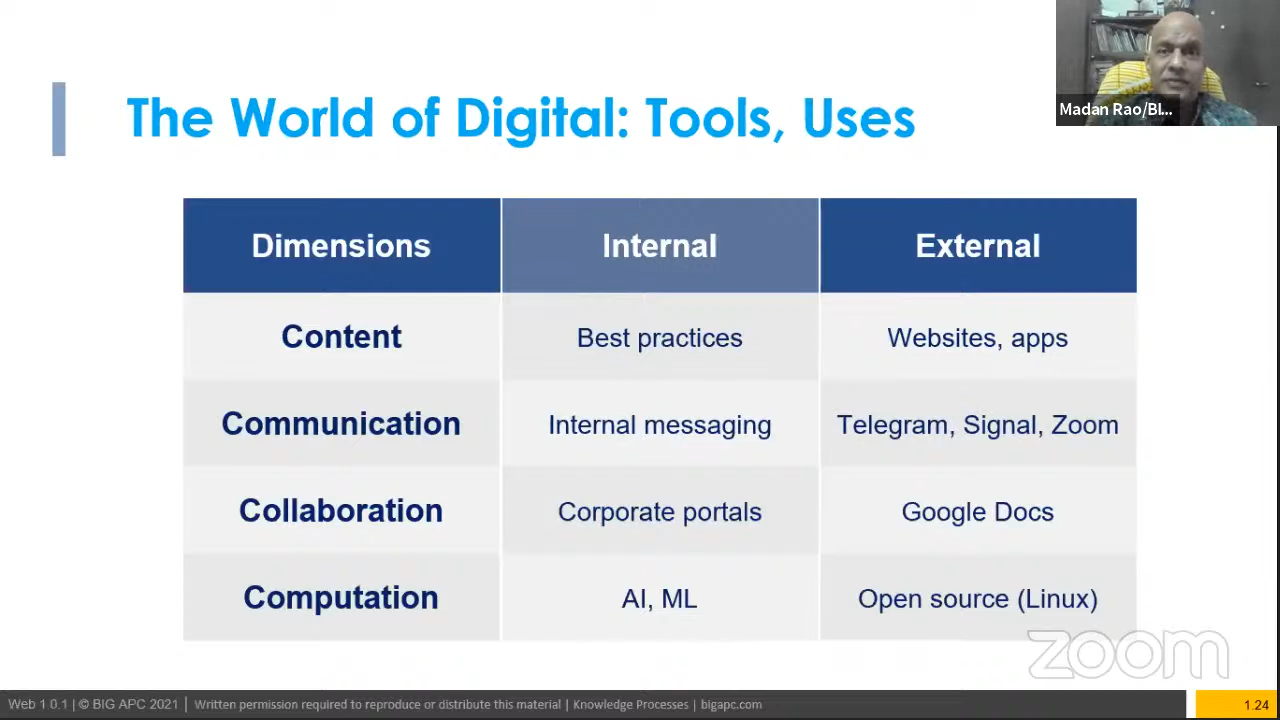 Madan Rao/BI...
The World of Digital: Tools, Uses
Dimensions Internal External
Content Best practices Websites, apps
Communication Internal messaging Telegram, Signal, Zoom
Collaboration Corporate portals Google Docs
Computation AI, ML Open source (Linux)
zoom
Web 1 0.1 | © BIG APC 2021 | Written permission required to reproduce or distribute this material | Knowledge Processes | bigapc.com
1.24